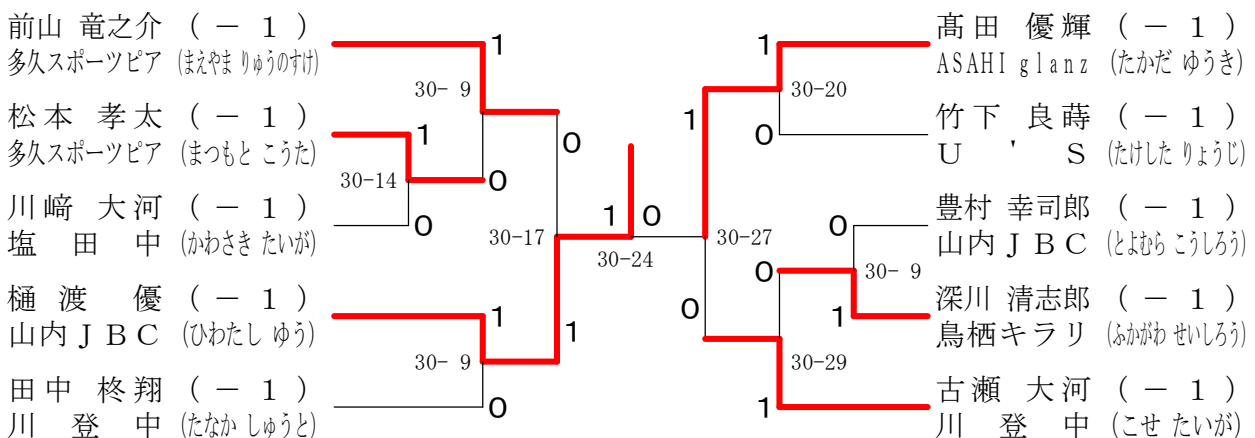 前山 竜之介 (－１)
多久スポーツピア (まえやま りゅうのすけ)
松本 孝太 (－１)
多久スポーツピア (まつもと こうた)
川﨑 大河 (－１)
塩田中 (かわさき たいが)
樋渡 優 (－１)
山内ＪＢＣ (ひわたし ゆう)
田中 柊翔 (－１)
川登中 (たなか しゅうと)
1
30- 9
0
1
30-14
0
0
30-17
1
30- 9
1
0
1 0
30-24
1
30-20
0
1
30-27
0
0
0
30- 9
1
30-29
1
髙田 優輝 (－１)
ASAHI glanz (たかだ ゆうき)
竹下 良蒔 (－１)
Ｕ＇Ｓ (たけした りょうじ)
豊村 幸司郎 (－１)
山内ＪＢＣ (とよむら こうしろう)
深川 清志郎 (－１)
鳥栖キラリ (ふかがわ せいしろう)
古瀬 大河 (－１)
川登中 (こせ たいが)